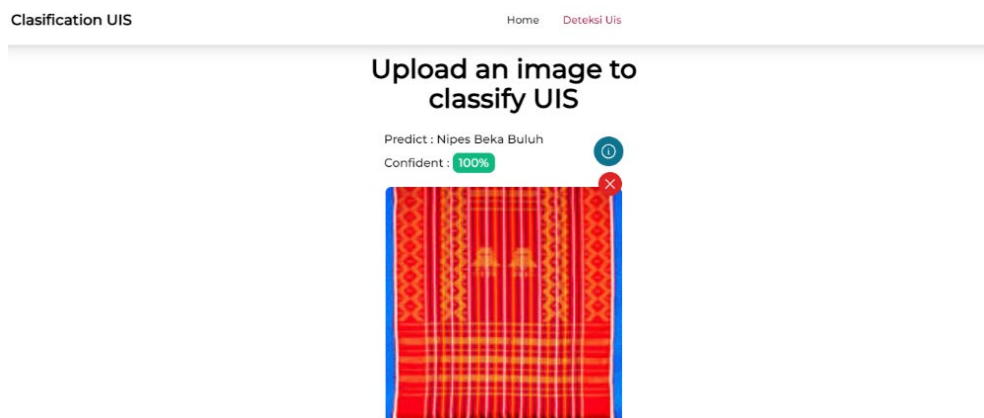 Clasification UIS
Home
Deteksi Uis
Upload an image to
classify UIS
Predict : Nipes Beka Buluh
Confident : 100%